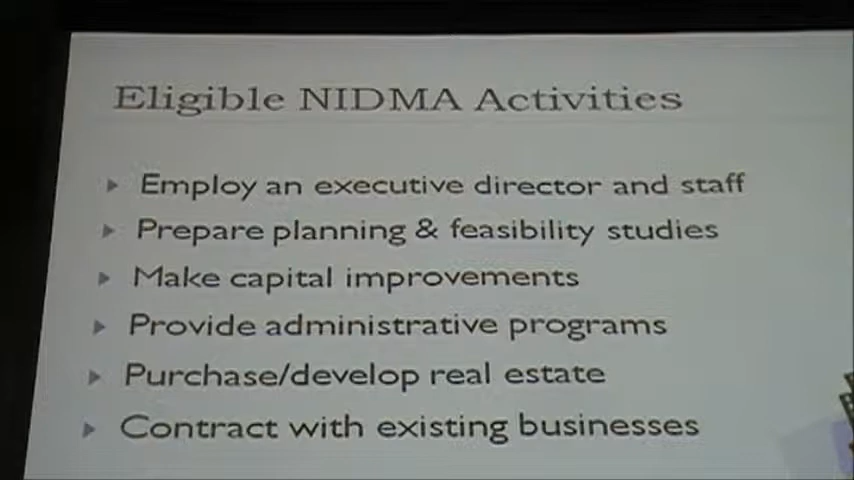 Eligible NIDMA Activities
Employ an executive director and staff
Prepare planning & feasibility studies
Make capital improvements
Provide administrative programs
Purchase/develop real estate
Contract with existing businesses